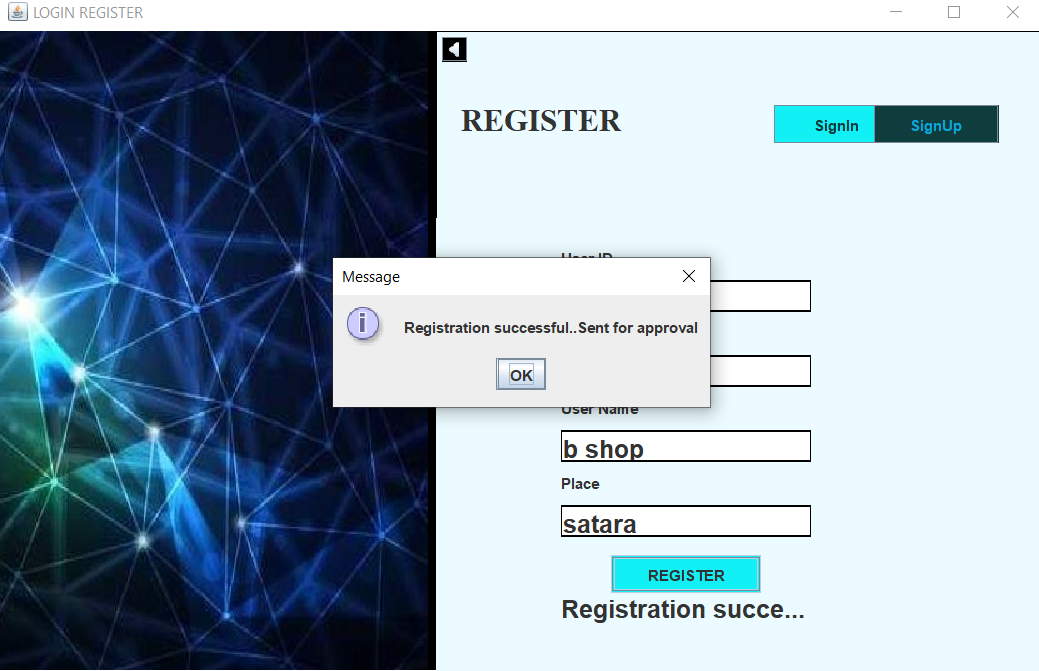 LOGIN REGISTER
REGISTER
SignIn
SignUp
User ID
Message
Registration successful..Sent for approval
OK
User Name
b shop
Place
satara
REGISTER
Registration succe...